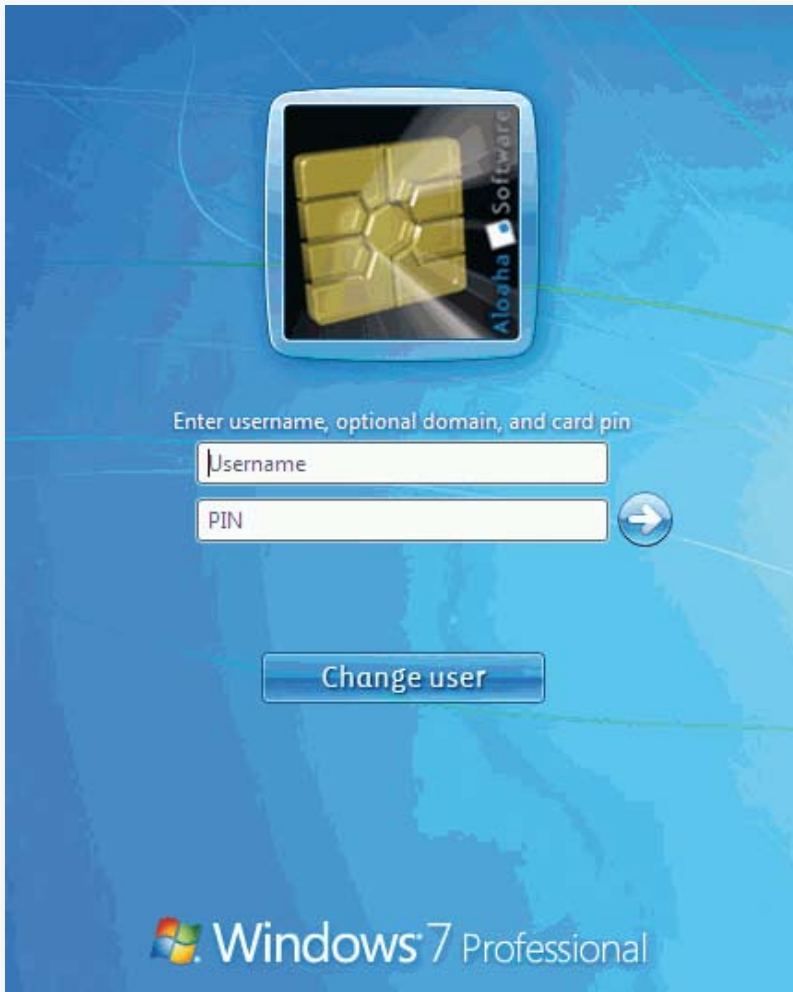 Aloaha Software
Enter username, optional domain, and card pin
Username
PIN
Change user
Windows 7 Professional